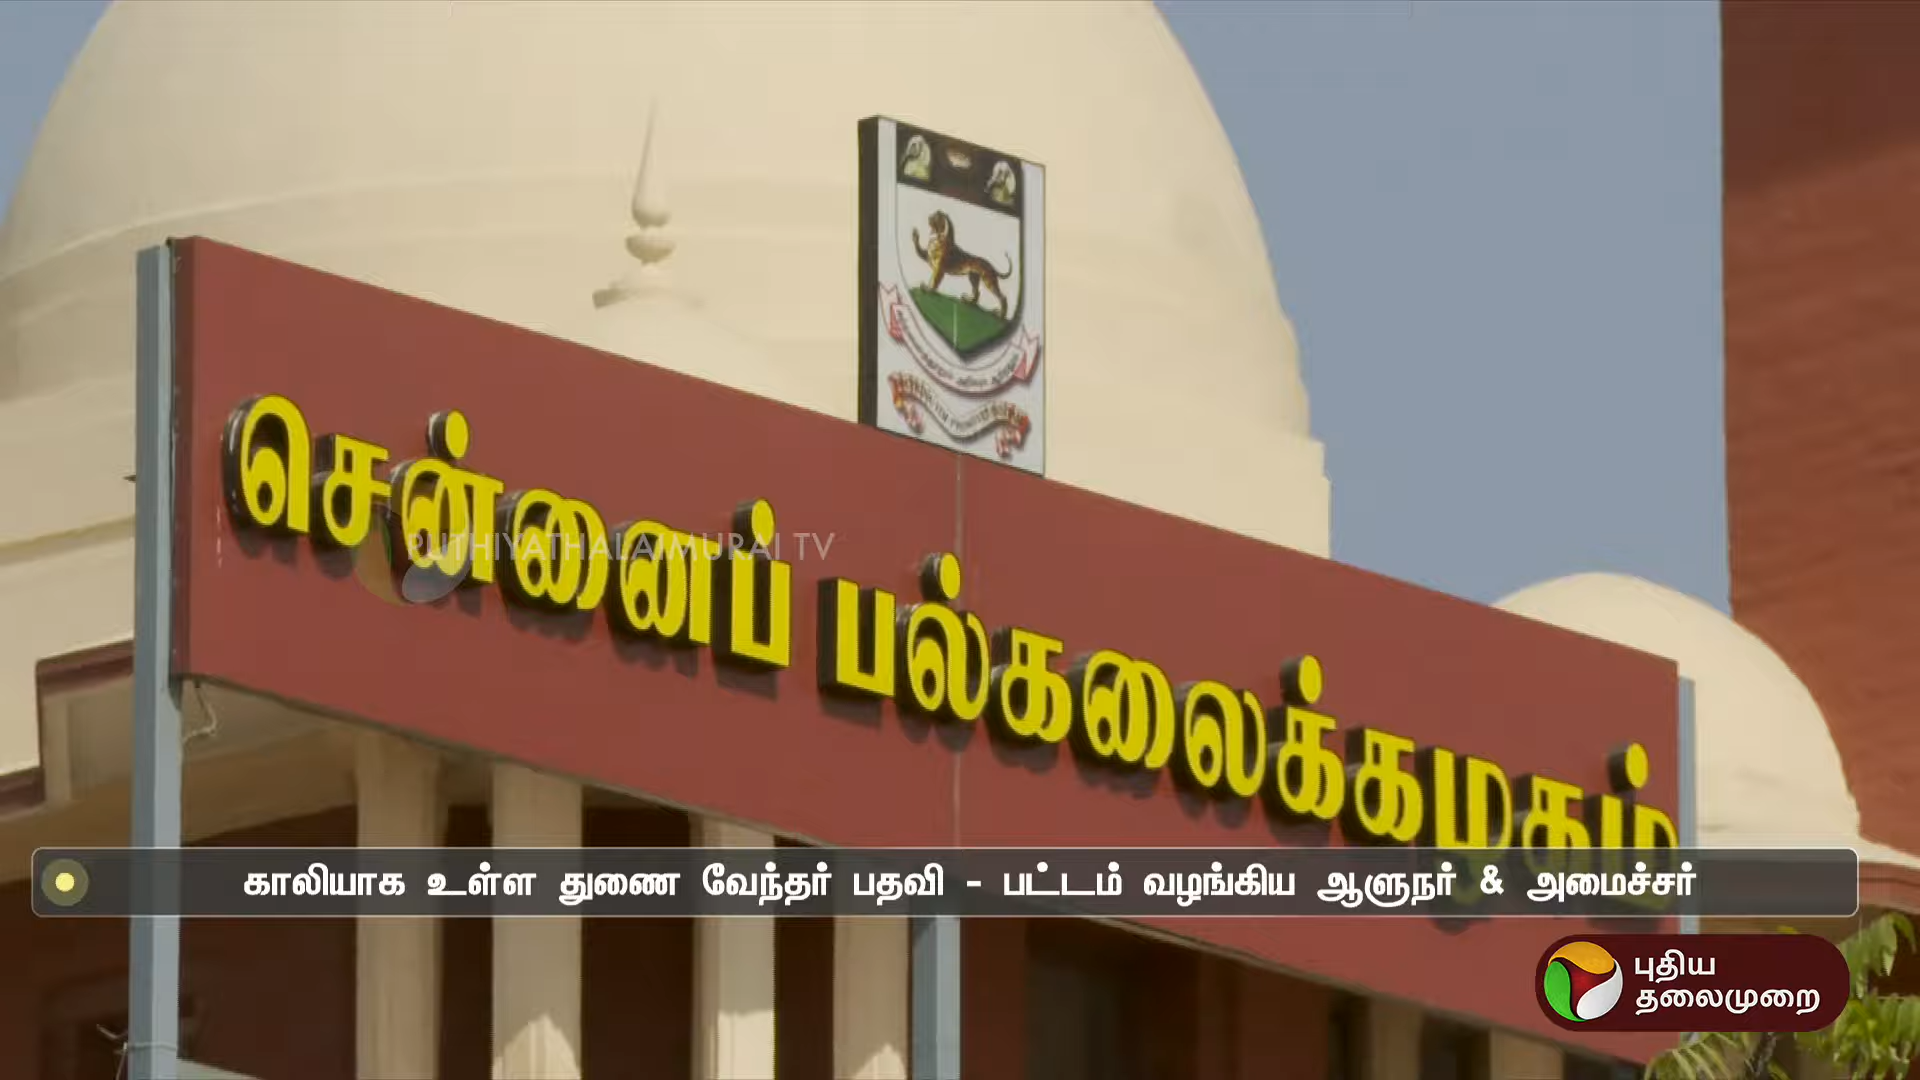 சென்னைப் பல்கலைக்கழகம்
PUTHIYATHALAIMURAI TV
காலியாக உள்ள துணை வேந்தர் பதவி - பட்டம் வழங்கிய ஆளுநர் & அமைச்சர்
புதிய
தலைமுறை